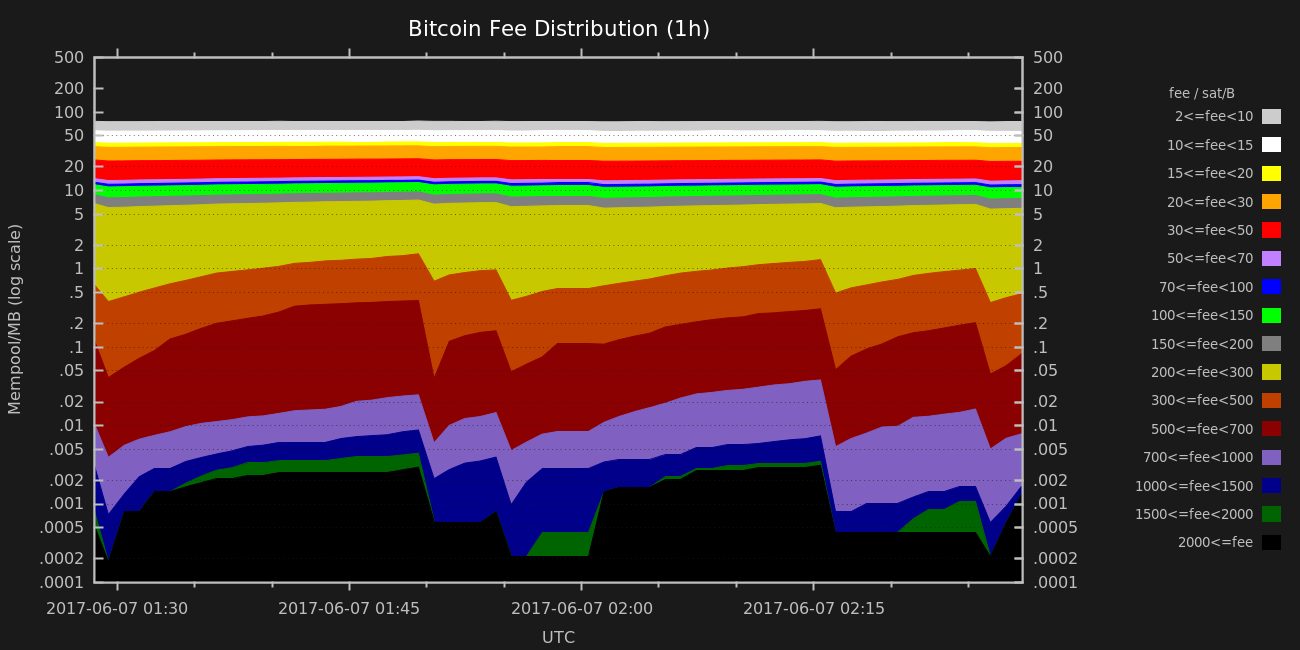 Bitcoin Fee Distribution (1h)
500 500
200 200
100 100
50 50
20 20
10 10
5 5
2 2
1 1
.5 .5
.2 .2
.1 .1
.05 .05
.02 .02
.01 .01
.005 .005
.002 .002
.001 .001
.0005 .0005
.0002 .0002
.0001 .0001
Mempool/MB (log scale)
2017-06-07 01:30 2017-06-07 01:45 2017-06-07 02:00 2017-06-07 02:15
UTC
fee / sat/B
2<=fee<10
10<=fee<15
15<=fee<20
20<=fee<30
30<=fee<50
50<=fee<70
70<=fee<100
100<=fee<150
150<=fee<200
200<=fee<300
300<=fee<500
500<=fee<700
700<=fee<1000
1000<=fee<1500
1500<=fee<2000
2000<=fee